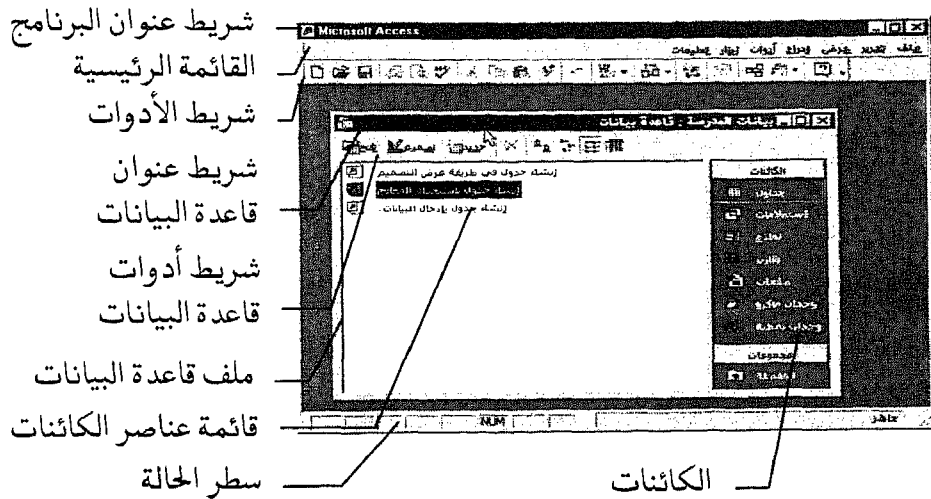 شريط عنوان البرنامج
القائمة الرئيسية
شريط الأدوات
شريط عنوان
قاعدة البيانات
شريط أدوات
قاعدة البيانات
ملف قاعدة البيانات
قائمة عناصر الكائنات
سطر الحالة
الكائنات
Microsoft Access
ملف تحرير عرض إدراج أدوات إطار تعليمات
بيانات المدرسة : قاعدة بيانات
فتح تصميم جديد
إنشاء جدول في طريقة عرض التصميم
إنشاء جدول باستخدام المعالج
إنشاء جدول بإدخال البيانات
الكائنات
جداول
استعلامات
نماذج
تقارير
صفحات
وحدات ماكرو
وحدات نمطية
مجموعات
المفضلة
NUM
جاهز